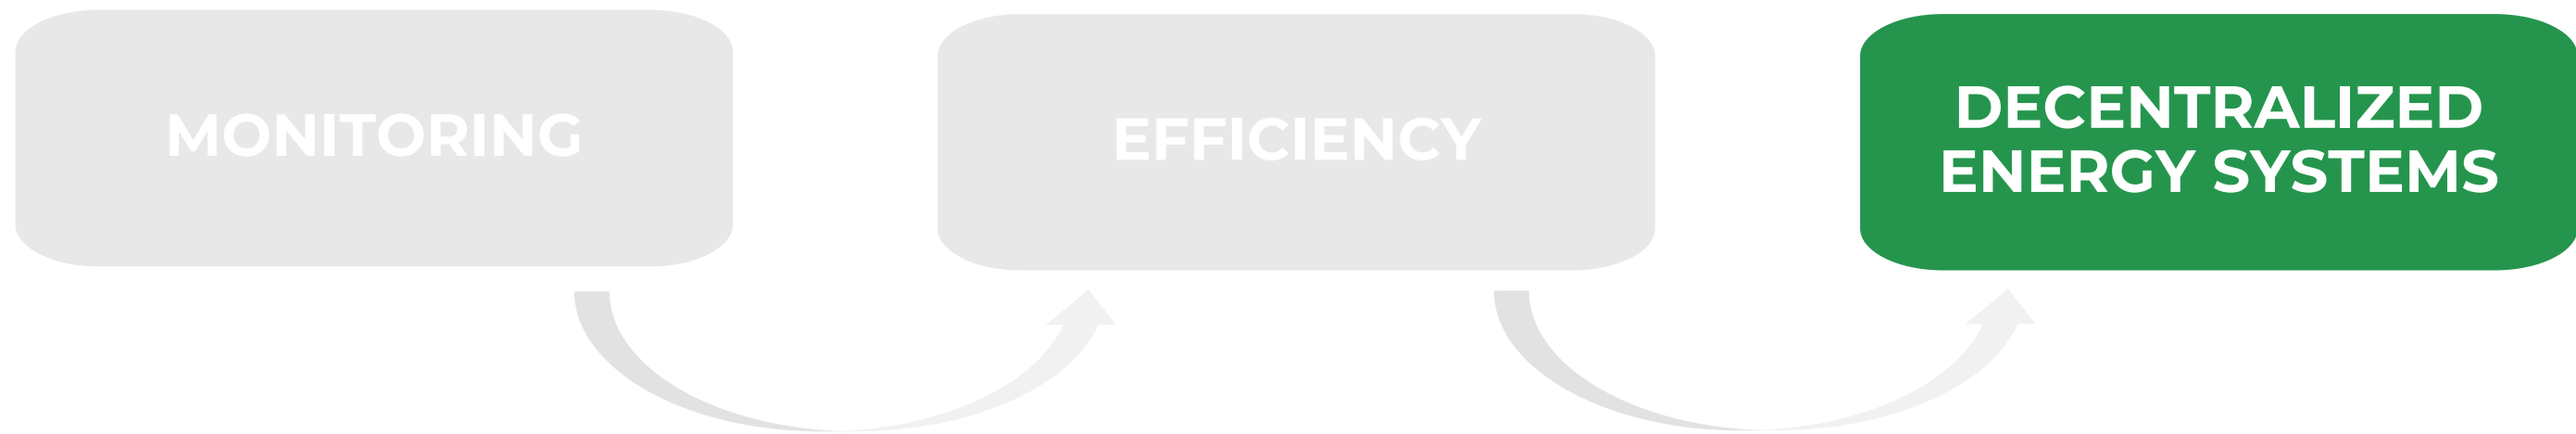 MONITORING
EFFICIENCY
DECENTRALIZED
ENERGY SYSTEMS